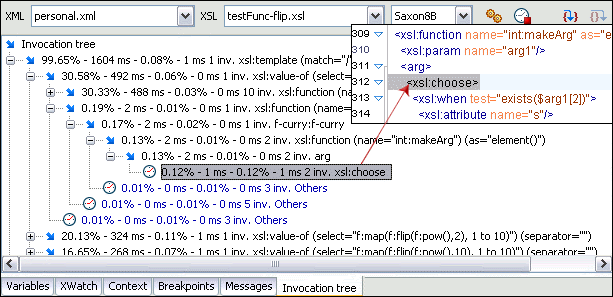 XML personal.xml XSL testFunc-flip.xsl Saxon8B
Invocation tree
99.65% - 1604 ms - 0.08% - 1 ms 1 inv. xsl:template (match="/
30.58% - 492 ms - 0.06% - 1 ms 1 inv. xsl:value-of (select=
30.33% - 488 ms - 0.03% - 0 ms 10 inv. xsl:function (na
0.19% - 2 ms - 0.01% - 0 ms 1 inv. xsl:function (name=
0.17% - 2 ms - 0.02% - 0 ms 1 inv. f-curry:f-curry
0.13% - 2 ms - 0.01% - 0 ms 2 inv. xsl:function (name="int:makeArg") (as="element()")
0.13% - 2 ms - 0.01% - 0 ms 2 inv. arg
0.12% - 1 ms - 0.12% - 1 ms 2 inv. xsl:choose
0.01% - 0 ms - 0.01% - 0 ms 3 inv. Others
0.01% - 0 ms - 0.01% - 0 ms 5 inv. Others
0.01% - 0 ms - 0.01% - 0 ms 3 inv. Others
20.13% - 324 ms - 0.11% - 1 ms 1 inv. xsl:value-of (select="f:map(f:flip(f:pow(),2), 1 to 10)") (separator="")
16.65% - 268 ms - 0.07% - 1 ms 1 inv. xsl:value-of (select="f:map(f:flip(f:pow(),10), 1 to 10)") (separator="")
309 <xsl:function name="int:makeArg" as="elem
310 <xsl:param name="arg1"/>
311 <arg>
312 <xsl:choose>
313 <xsl:when test="exists($arg1[2])">
314 <xsl:attribute name="s"/>
Variables XWatch Context Breakpoints Messages Invocation tree